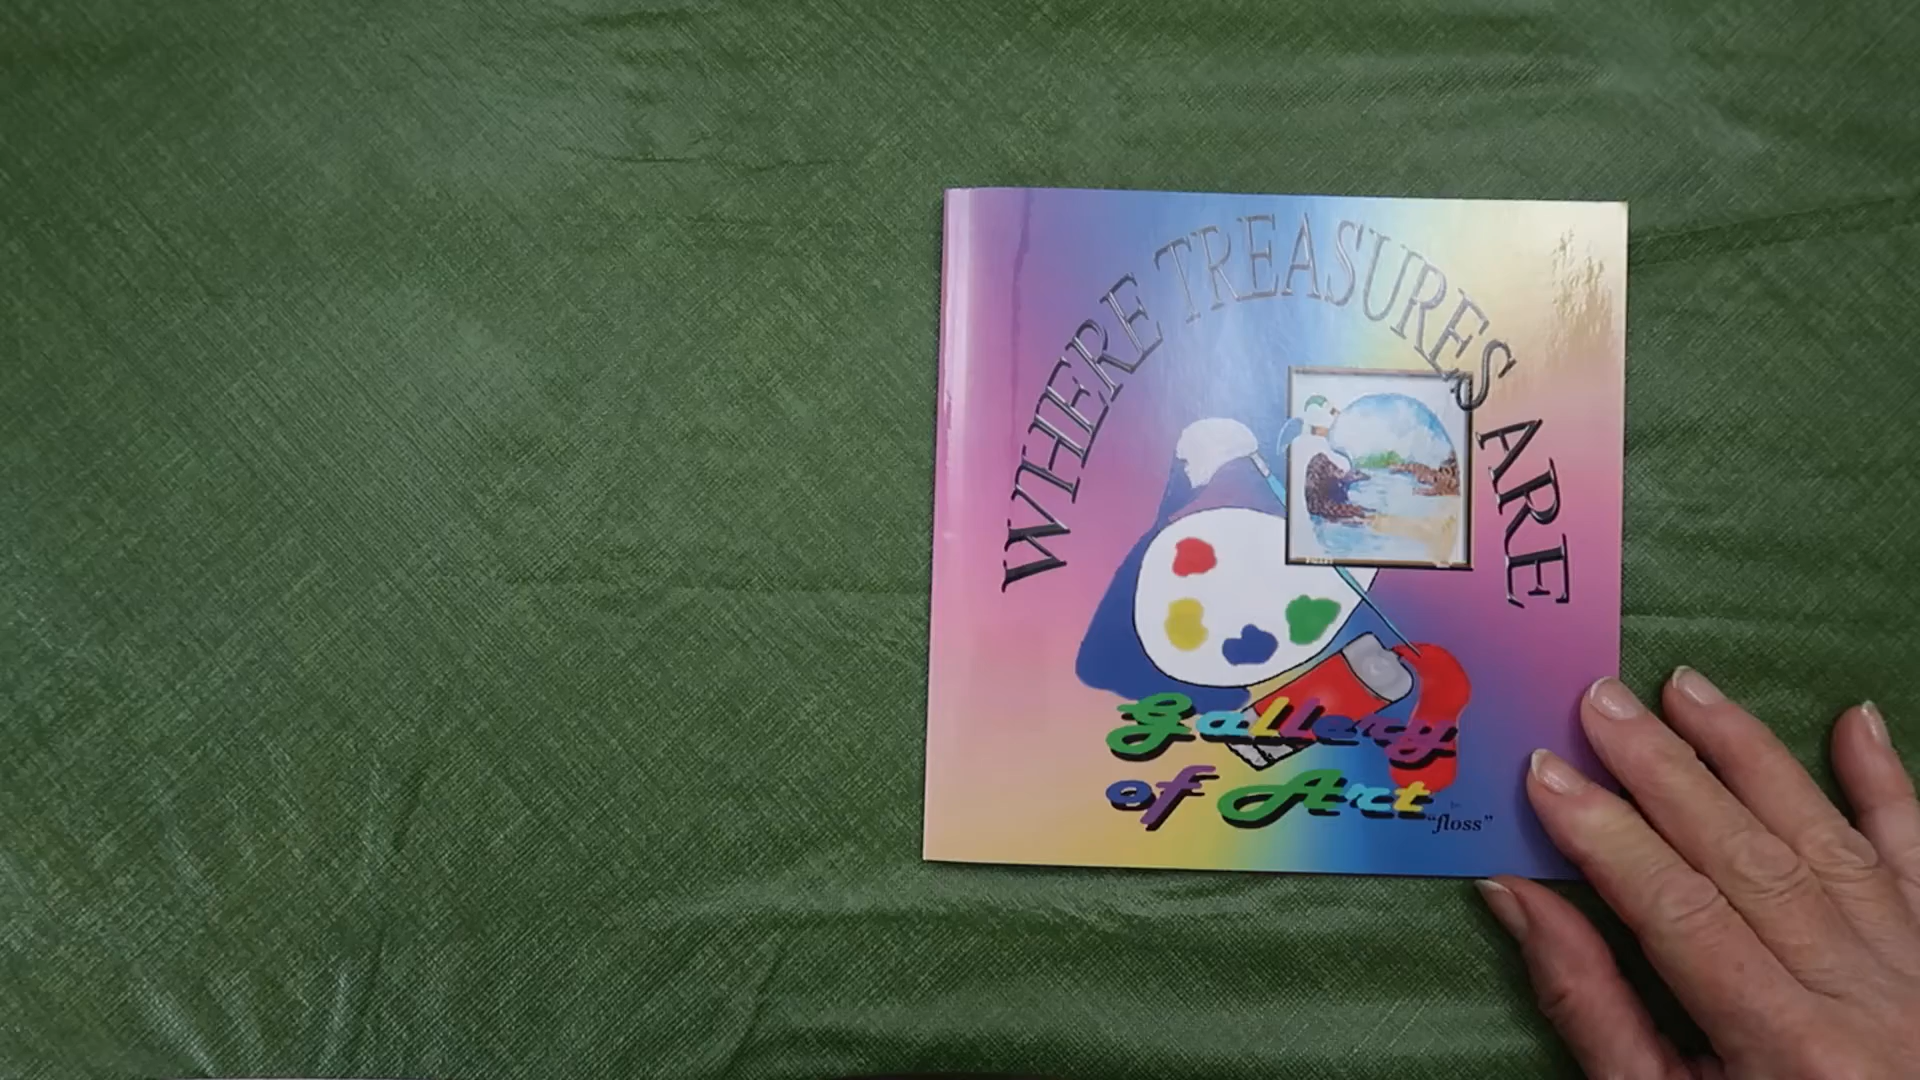 WHERE TREASURES ARE
Gallery
of Art
"floss"